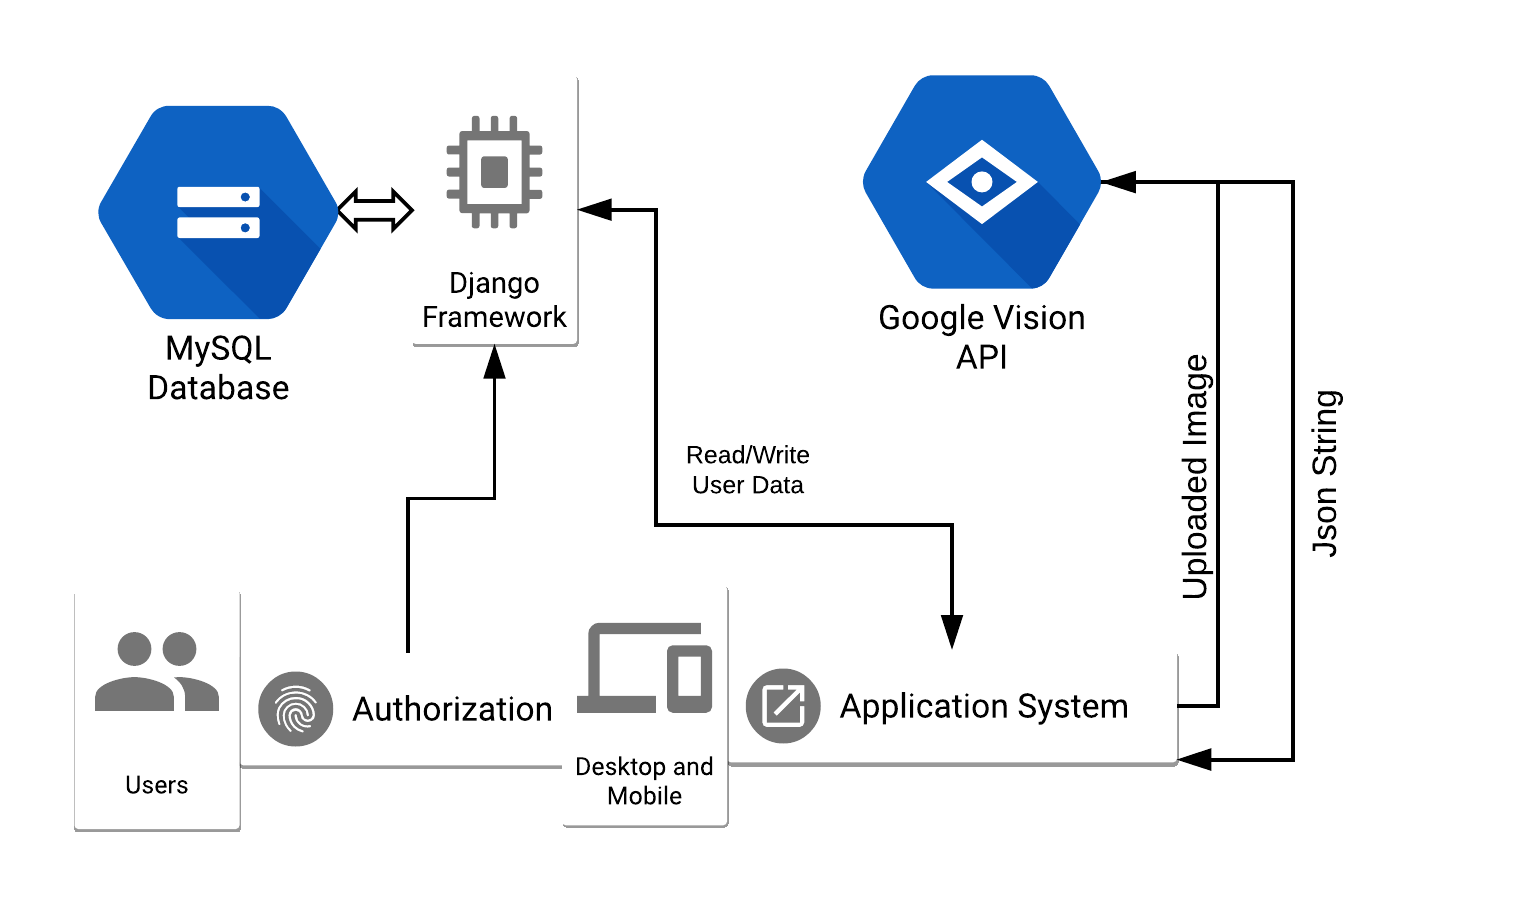 Django
Framework
MySQL
Database
Google Vision
API
Uploaded Image
Json String
Read/Write
User Data
Users
Authorization
Desktop and
Mobile
Application System